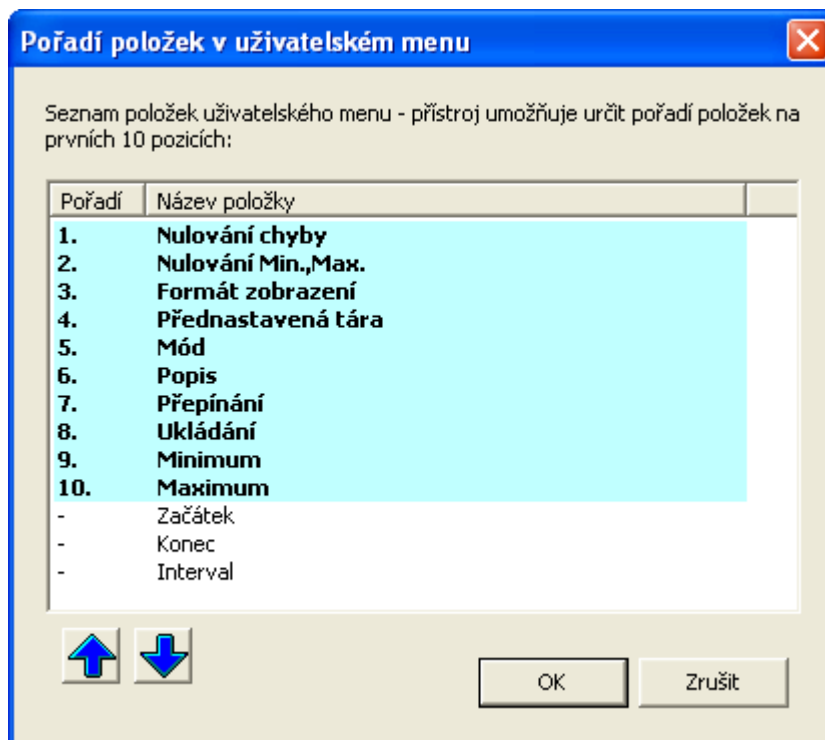 Pořadí položek v uživatelském menu
Seznam položek uživatelského menu - přístroj umožňuje určit pořadí položek na
prvních 10 pozicích:
Pořadí Název položky
1. Nulování chyby
2. Nulování Min.,Max.
3. Formát zobrazení
4. Přednastavená tára
5. Mód
6. Popis
7. Přepínání
8. Ukládání
9. Minimum
10. Maximum
- Začátek
- Konec
- Interval
OK Zrušit